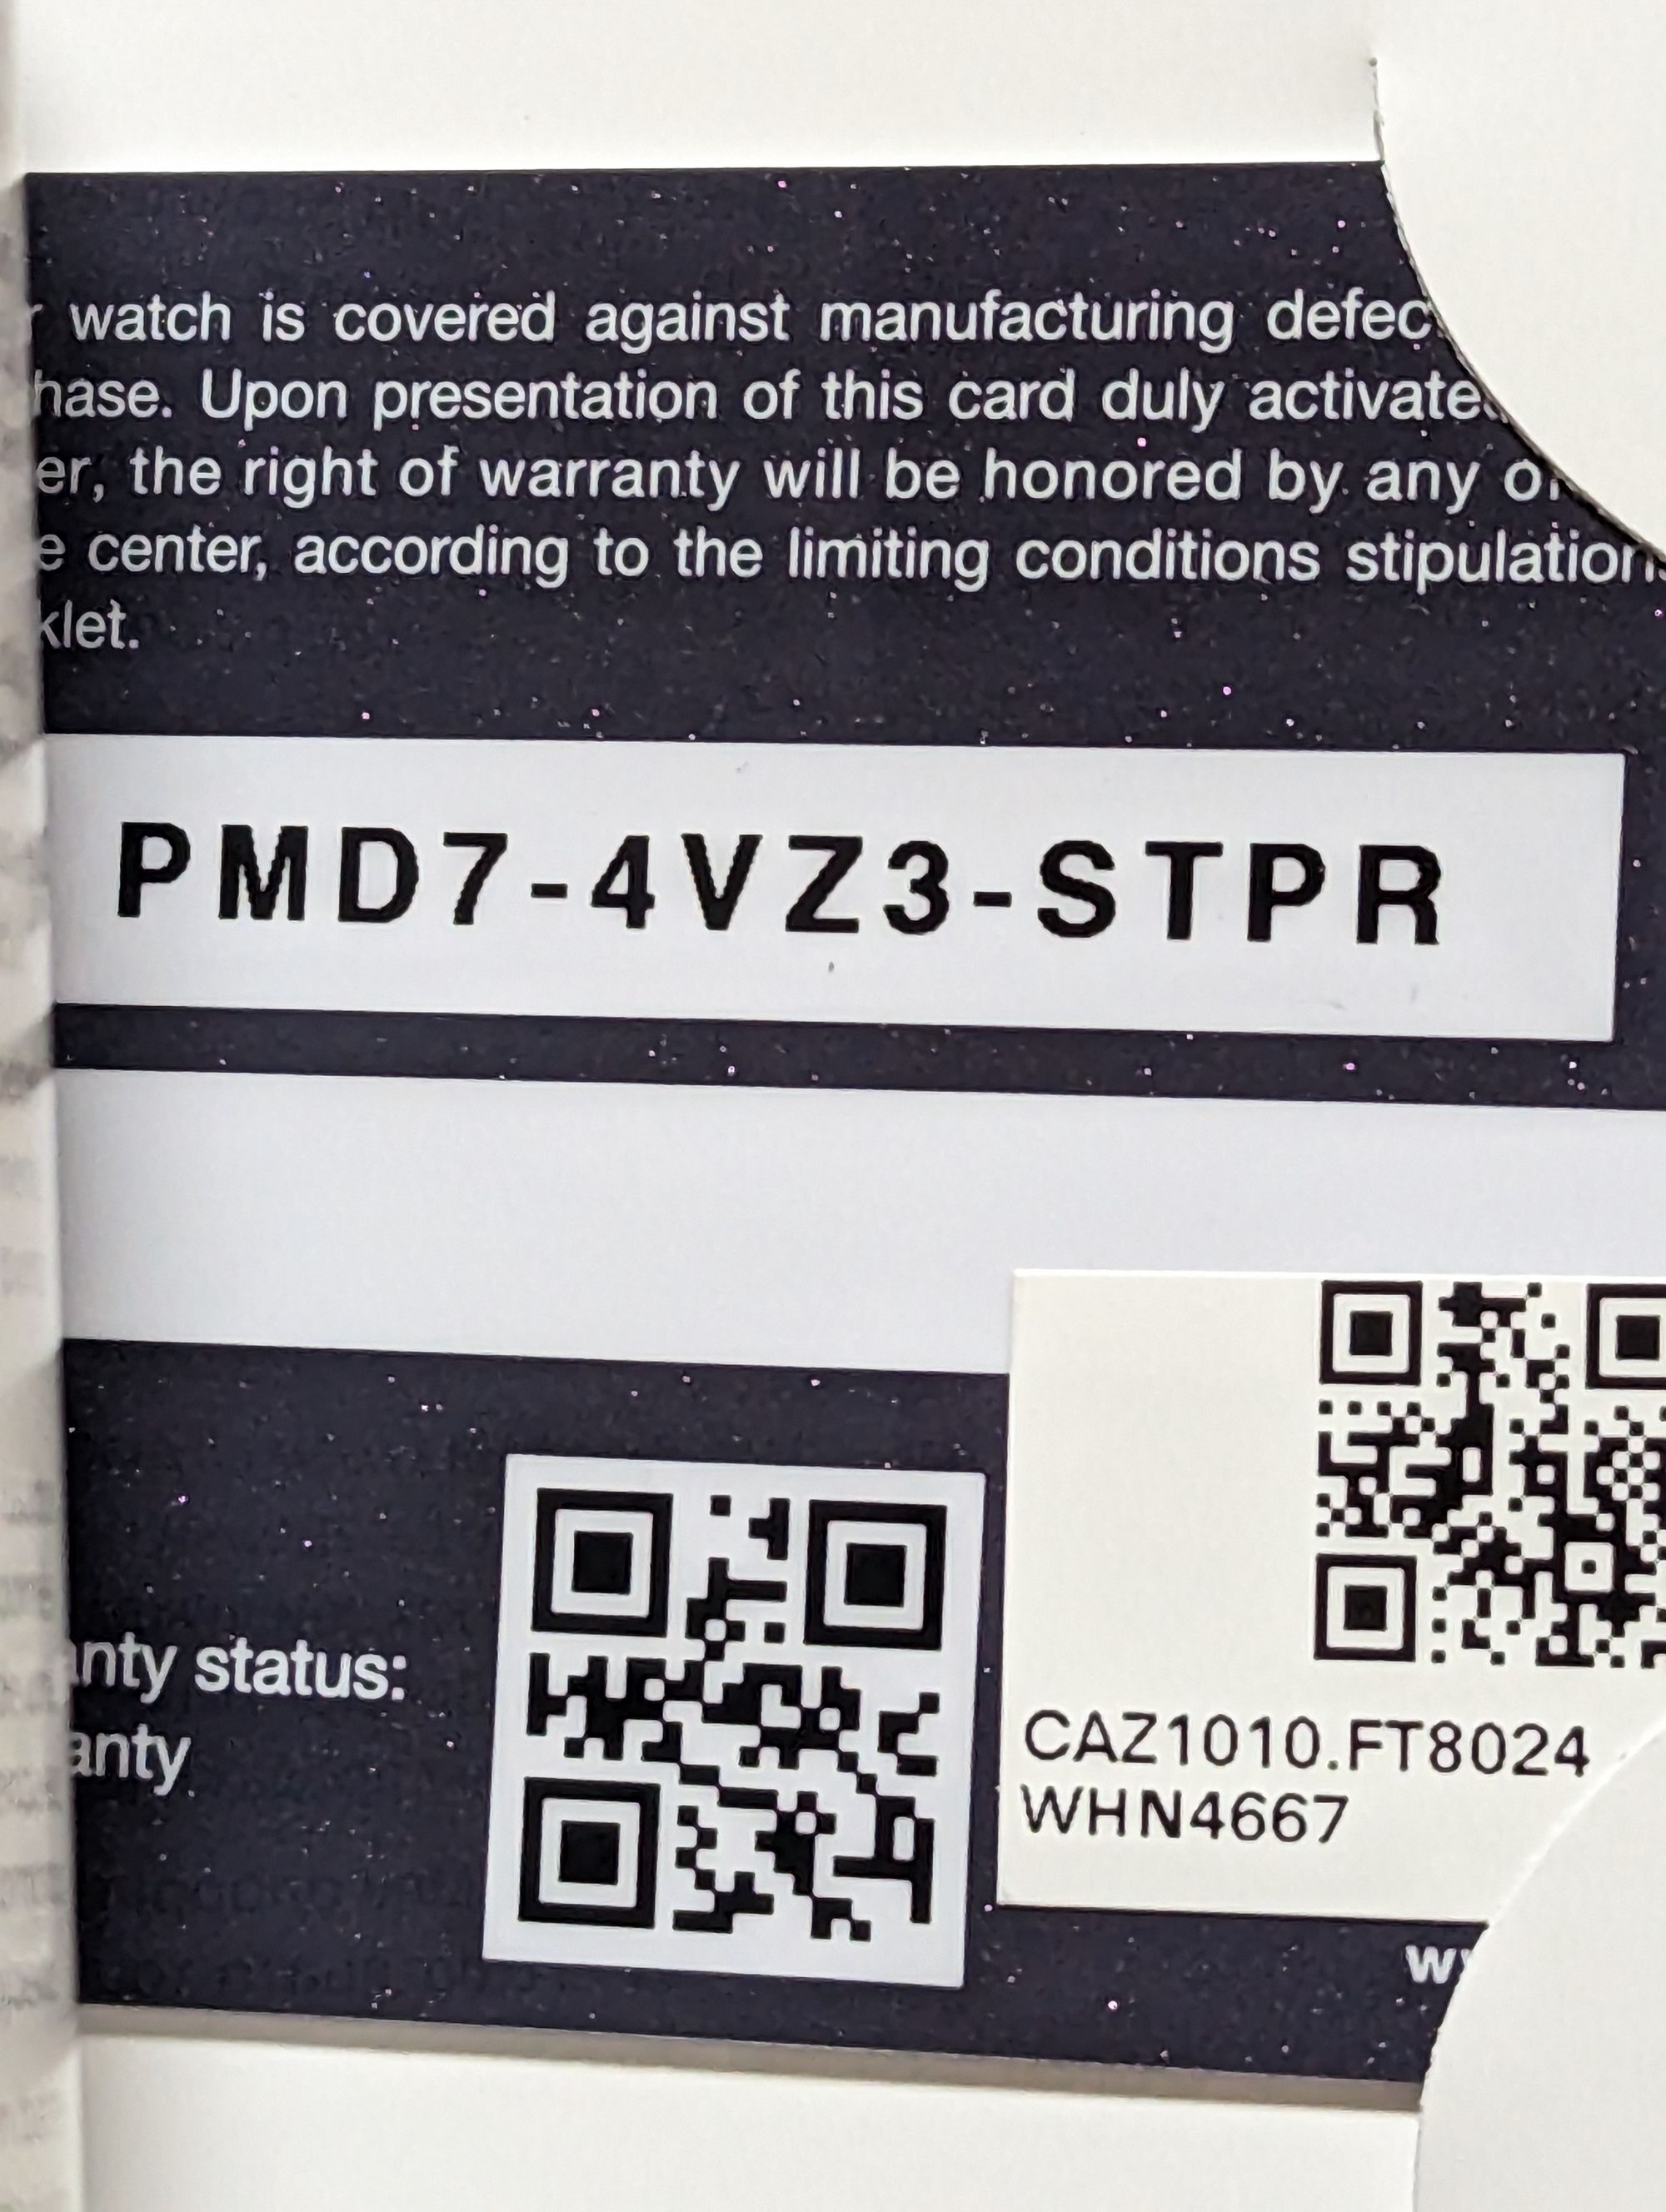 watch is covered against manufacturing defec
hase. Upon presentation of this card duly activate
er, the right of warranty will be honored by any o
e center, according to the limiting conditions stipulation
klet.
PMD7-4VZ3-STPR
anty status:
anty
CAZ1010.FT8024
WHN4667
w